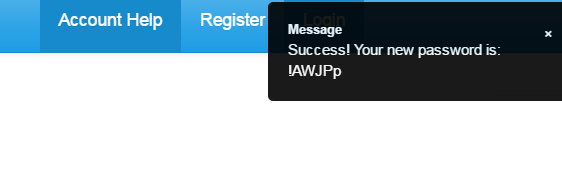 Account Help
Register
Login
Message
×
Success! Your new password is:
!AWJPp